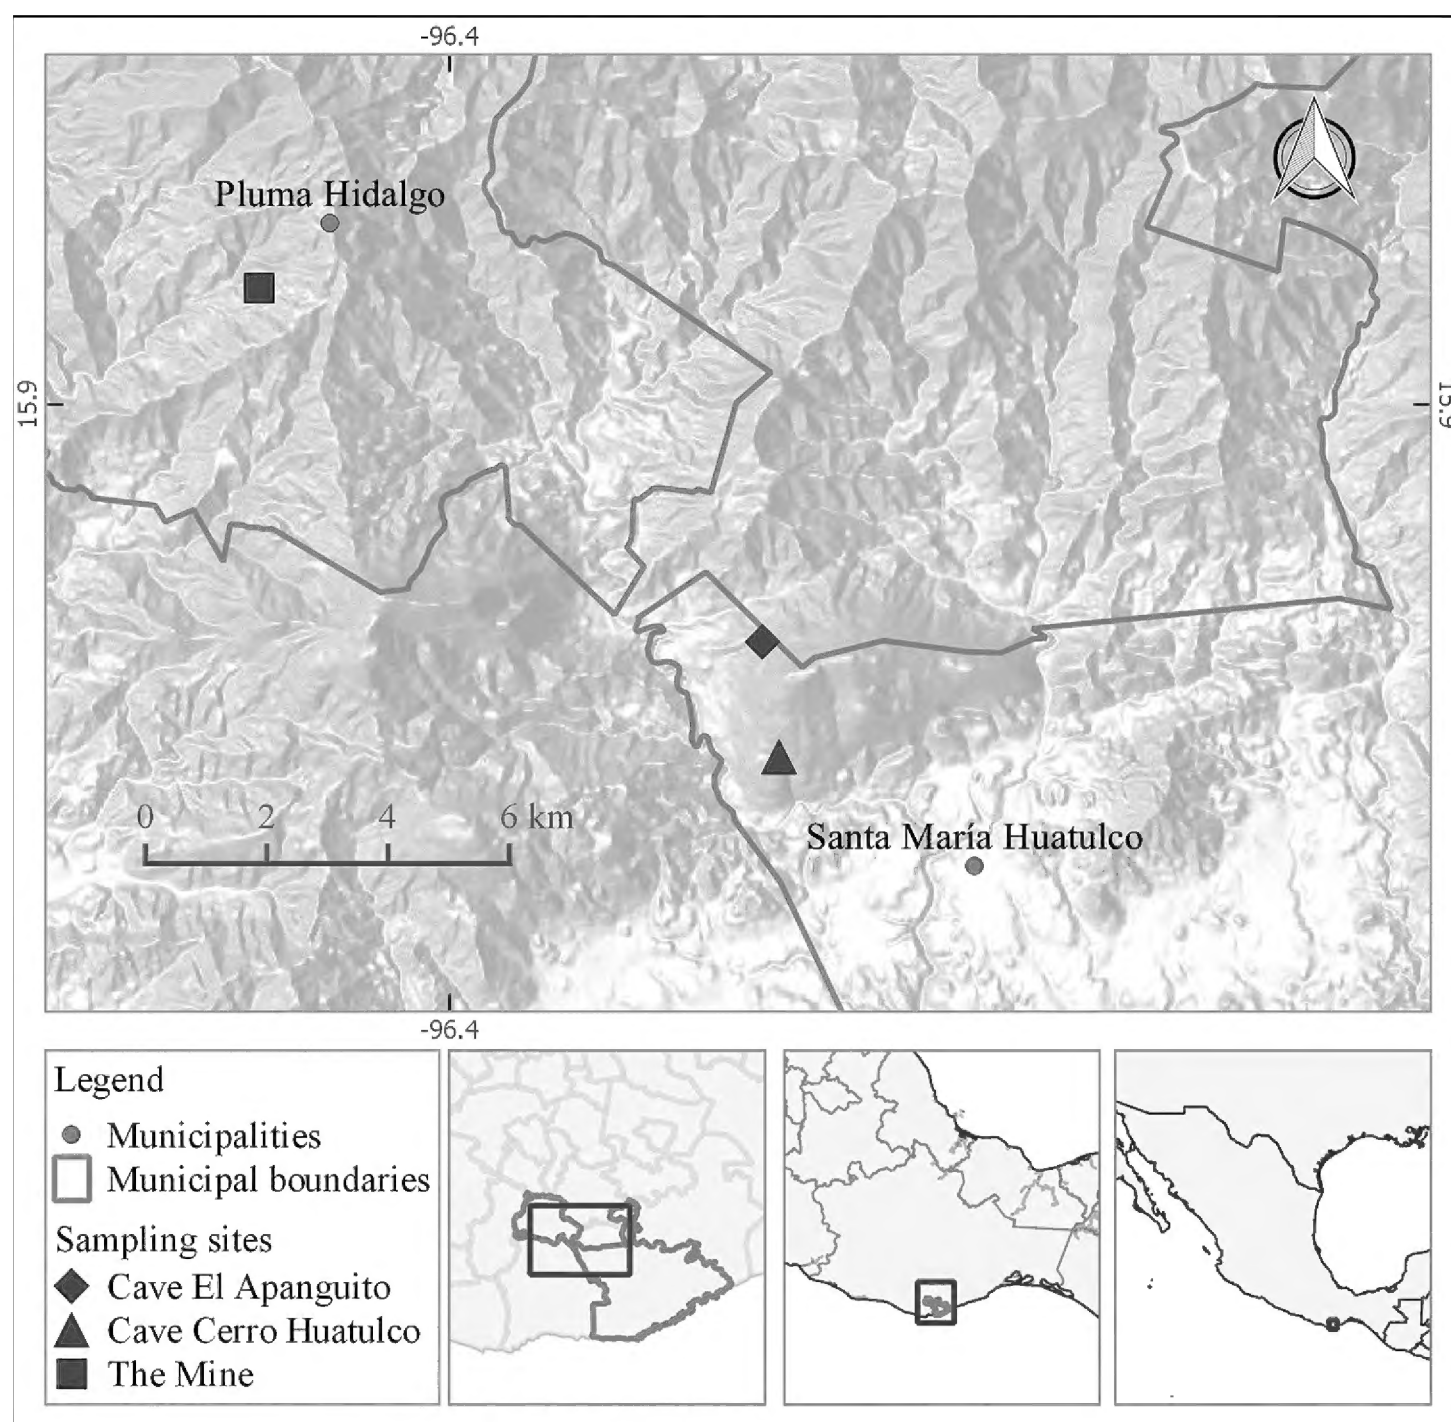 -96.4
Pluma Hidalgo
15.9
15.9
0 2 4 6 km
Santa María Huatulco
-96.4
Legend
Municipalities
Municipal boundaries
Sampling sites
Cave El Apanguito
Cave Cerro Huatulco
The Mine